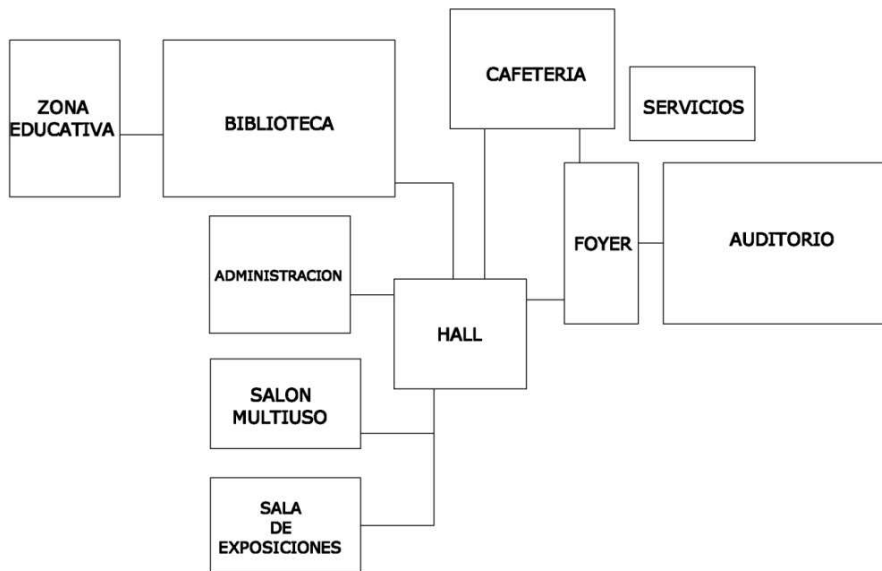 ZONA
EDUCATIVA
BIBLIOTECA
CAFETERIA
SERVICIOS
ADMINISTRACION
FOYER
AUDITORIO
HALL
SALON
MULTIUSO
SALA
DE
EXPOSICIONES